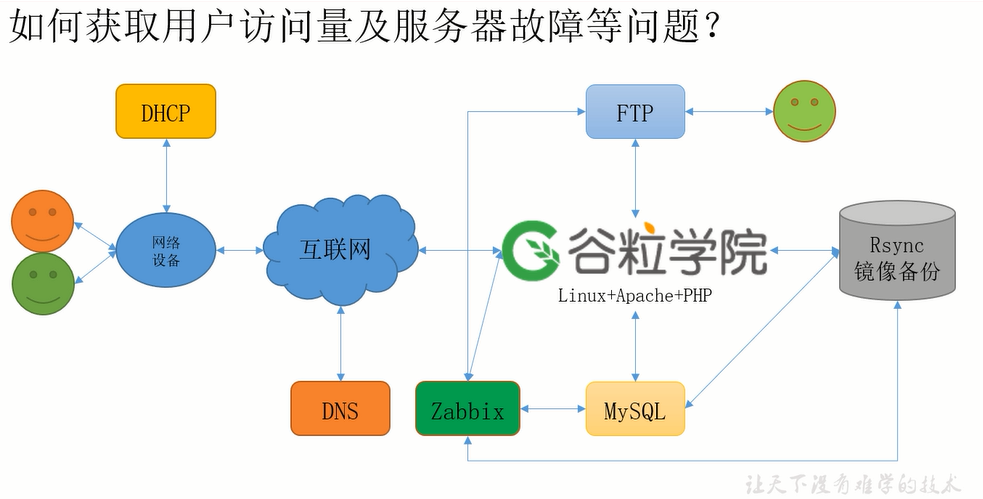 如何获取用户访问量及服务器故障等问题？
DHCP
FTP
网络
设备
互联网
谷粒学院
Linux+Apache+PHP
Rsync
镜像备份
DNS
Zabbix
MySQL
让天下没有难学的技术